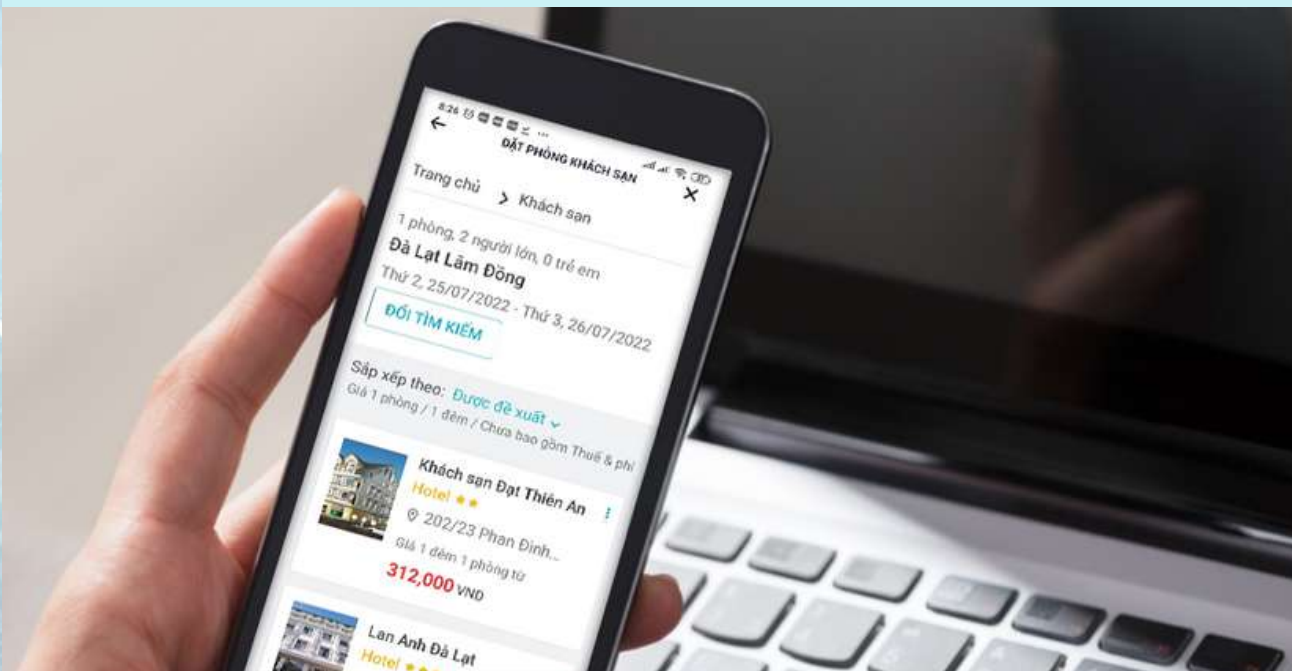 8:26
ĐẶT PHÒNG KHÁCH SẠN
Trang chủ > Khách sạn
1 phòng, 2 người lớn, 0 trẻ em
Đà Lạt Lâm Đồng
Thứ 2, 25/07/2022 - Thứ 3, 26/07/2022
ĐỔI TÌM KIẾM
Sắp xếp theo: Được đề xuất
Giá 1 phòng / 1 đêm / Chưa bao gồm Thuế & phí
Khách sạn Đạt Thiên An
Hotel
202/23 Phan Đình...
Giá 1 đêm 1 phòng từ
312,000 VND
Lan Anh Đà Lạt
Hotel